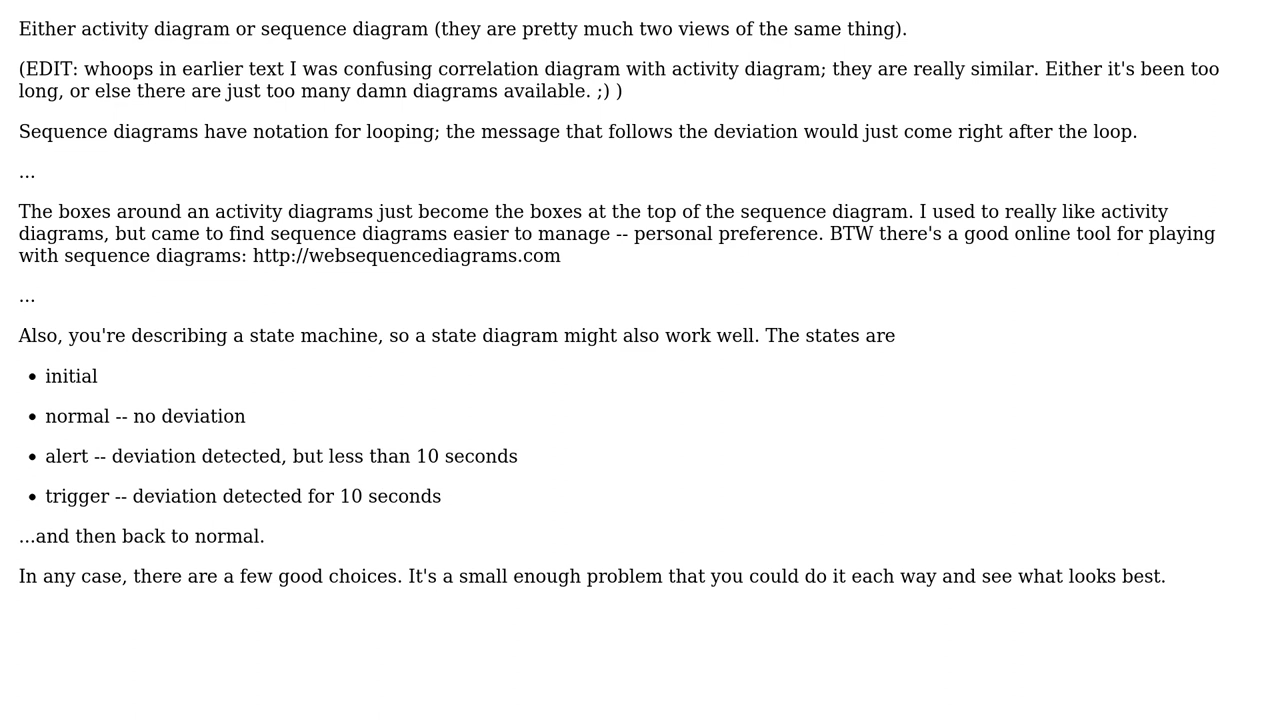 Either activity diagram or sequence diagram (they are pretty much two views of the same thing).
(EDIT: whoops in earlier text I was confusing correlation diagram with activity diagram; they are really similar. Either it's been too
long, or else there are just too many damn diagrams available. ;) )
Sequence diagrams have notation for looping; the message that follows the deviation would just come right after the loop.
...
The boxes around an activity diagrams just become the boxes at the top of the sequence diagram. I used to really like activity
diagrams, but came to find sequence diagrams easier to manage -- personal preference. BTW there's a good online tool for playing
with sequence diagrams: http://websequencediagrams.com
...
Also, you're describing a state machine, so a state diagram might also work well. The states are
• initial
• normal -- no deviation
• alert -- deviation detected, but less than 10 seconds
• trigger -- deviation detected for 10 seconds
...and then back to normal.
In any case, there are a few good choices. It's a small enough problem that you could do it each way and see what looks best.